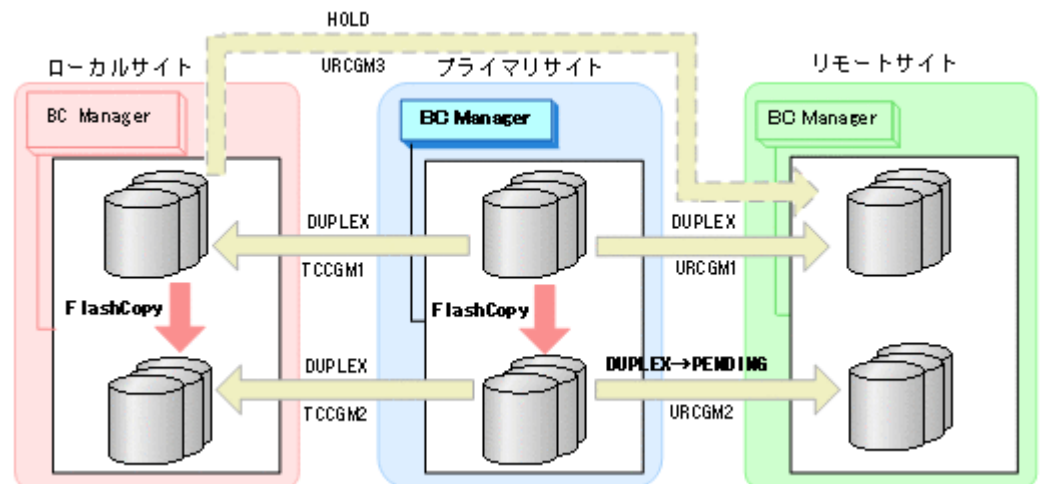 HOLD
URCGM3
ローカルサイト
プライマリサイト
リモートサイト
BC Manager
BC Manager
BC Manager
DUPLEX
DUPLEX
TCCGM1
URCGM1
FlashCopy
FlashCopy
DUPLEX
DUPLEX→PENDING
TCCGM2
URCGM2